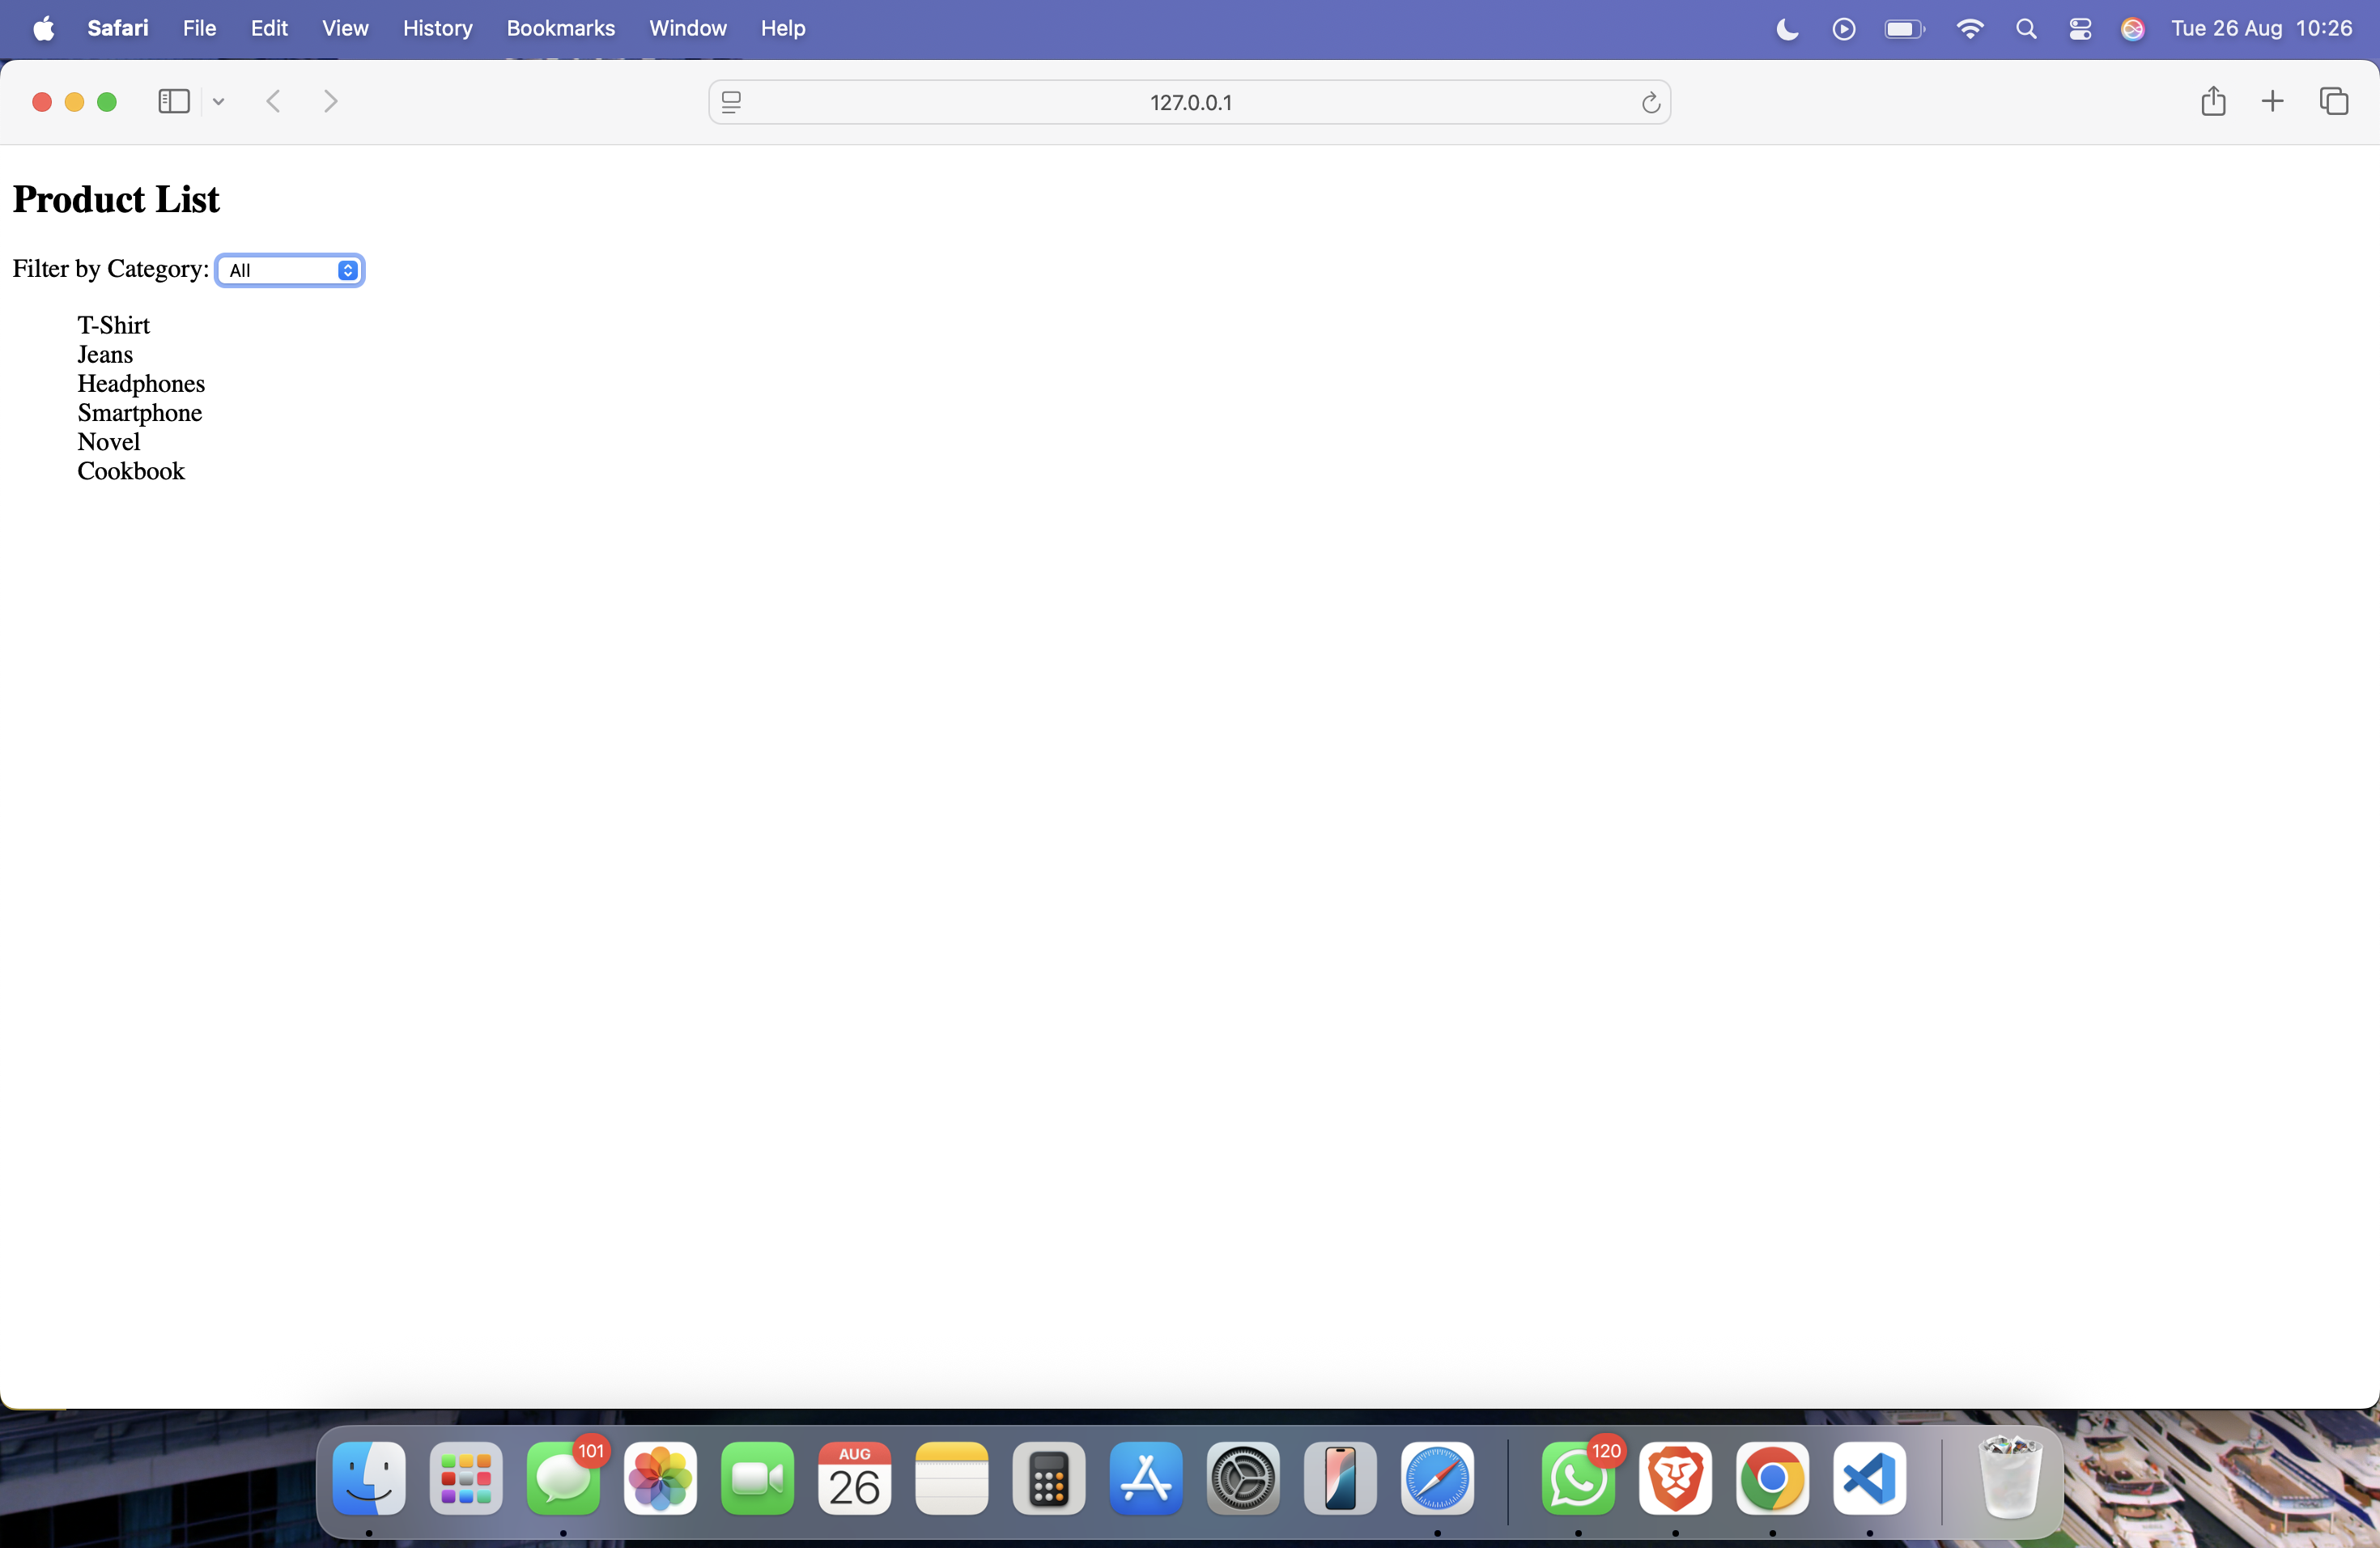 Safari File Edit View History Bookmarks Window Help Tue 26 Aug 10:26
127.0.0.1
Product List
Filter by Category: All
T-Shirt
Jeans
Headphones
Smartphone
Novel
Cookbook
101
AUG
26
120